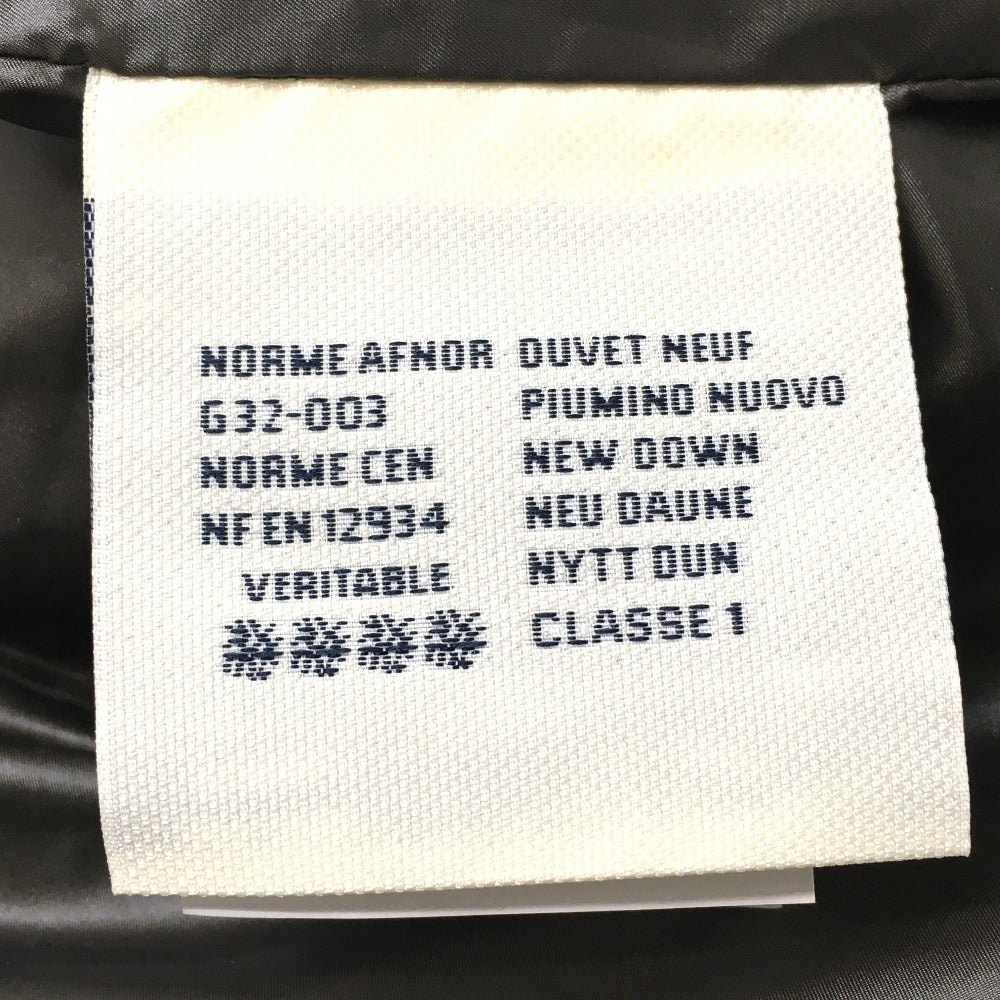 NORME AFNOR
G32-003
NORME CEN
NF EN 12934
VERITABLE
DUVET NEUF
PIUMINO NUOVO
NEW DOWN
NEU DAUNE
NYTT DUN
CLASSE 1